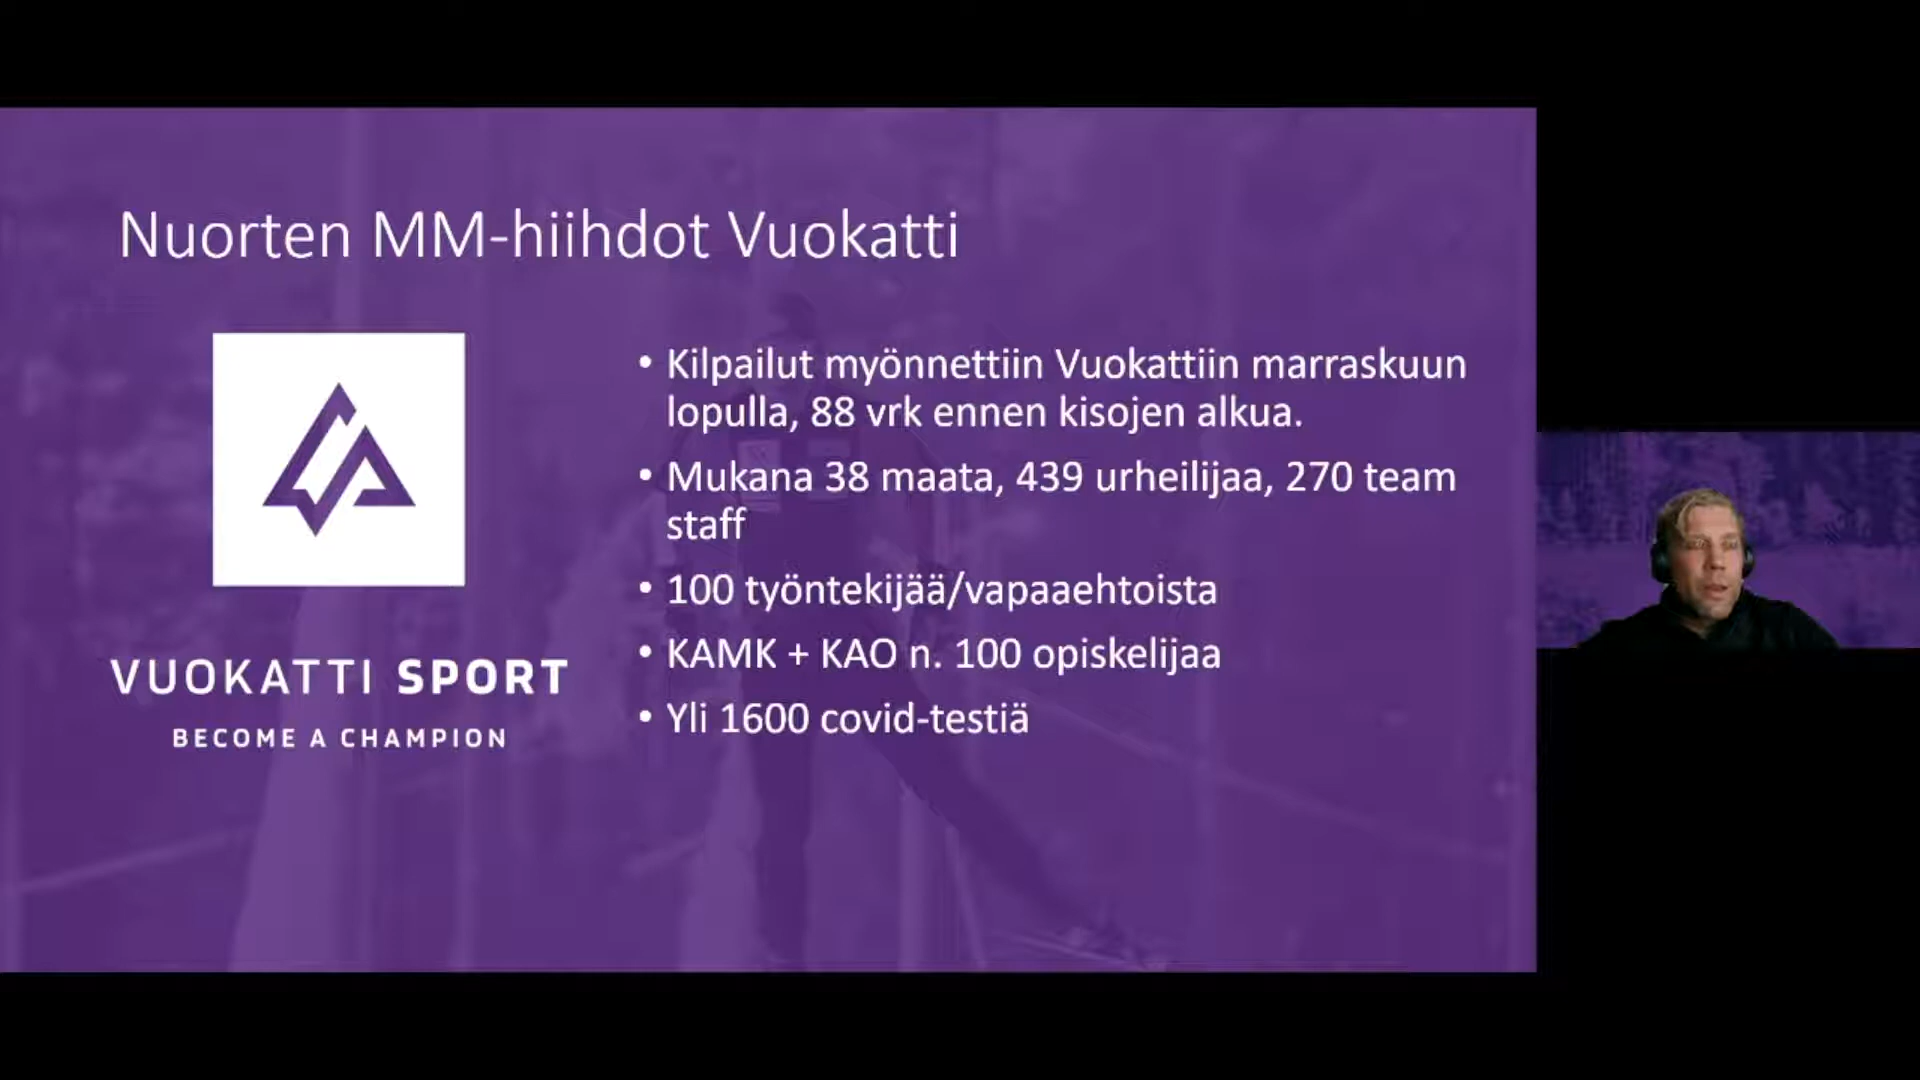 Nuorten MM-hiihdot Vuokatti
• Kilpailut myönnettiin Vuokattiin marraskuun
lopulla, 88 vrk ennen kisojen alkua.
• Mukana 38 maata, 439 urheilijaa, 270 team
staff
• 100 työntekijää/vapaaehtoista
• KAMK + KAO n. 100 opiskelijaa
• Yli 1600 covid-testiä
VUOKATTI SPORT
BECOME A CHAMPION